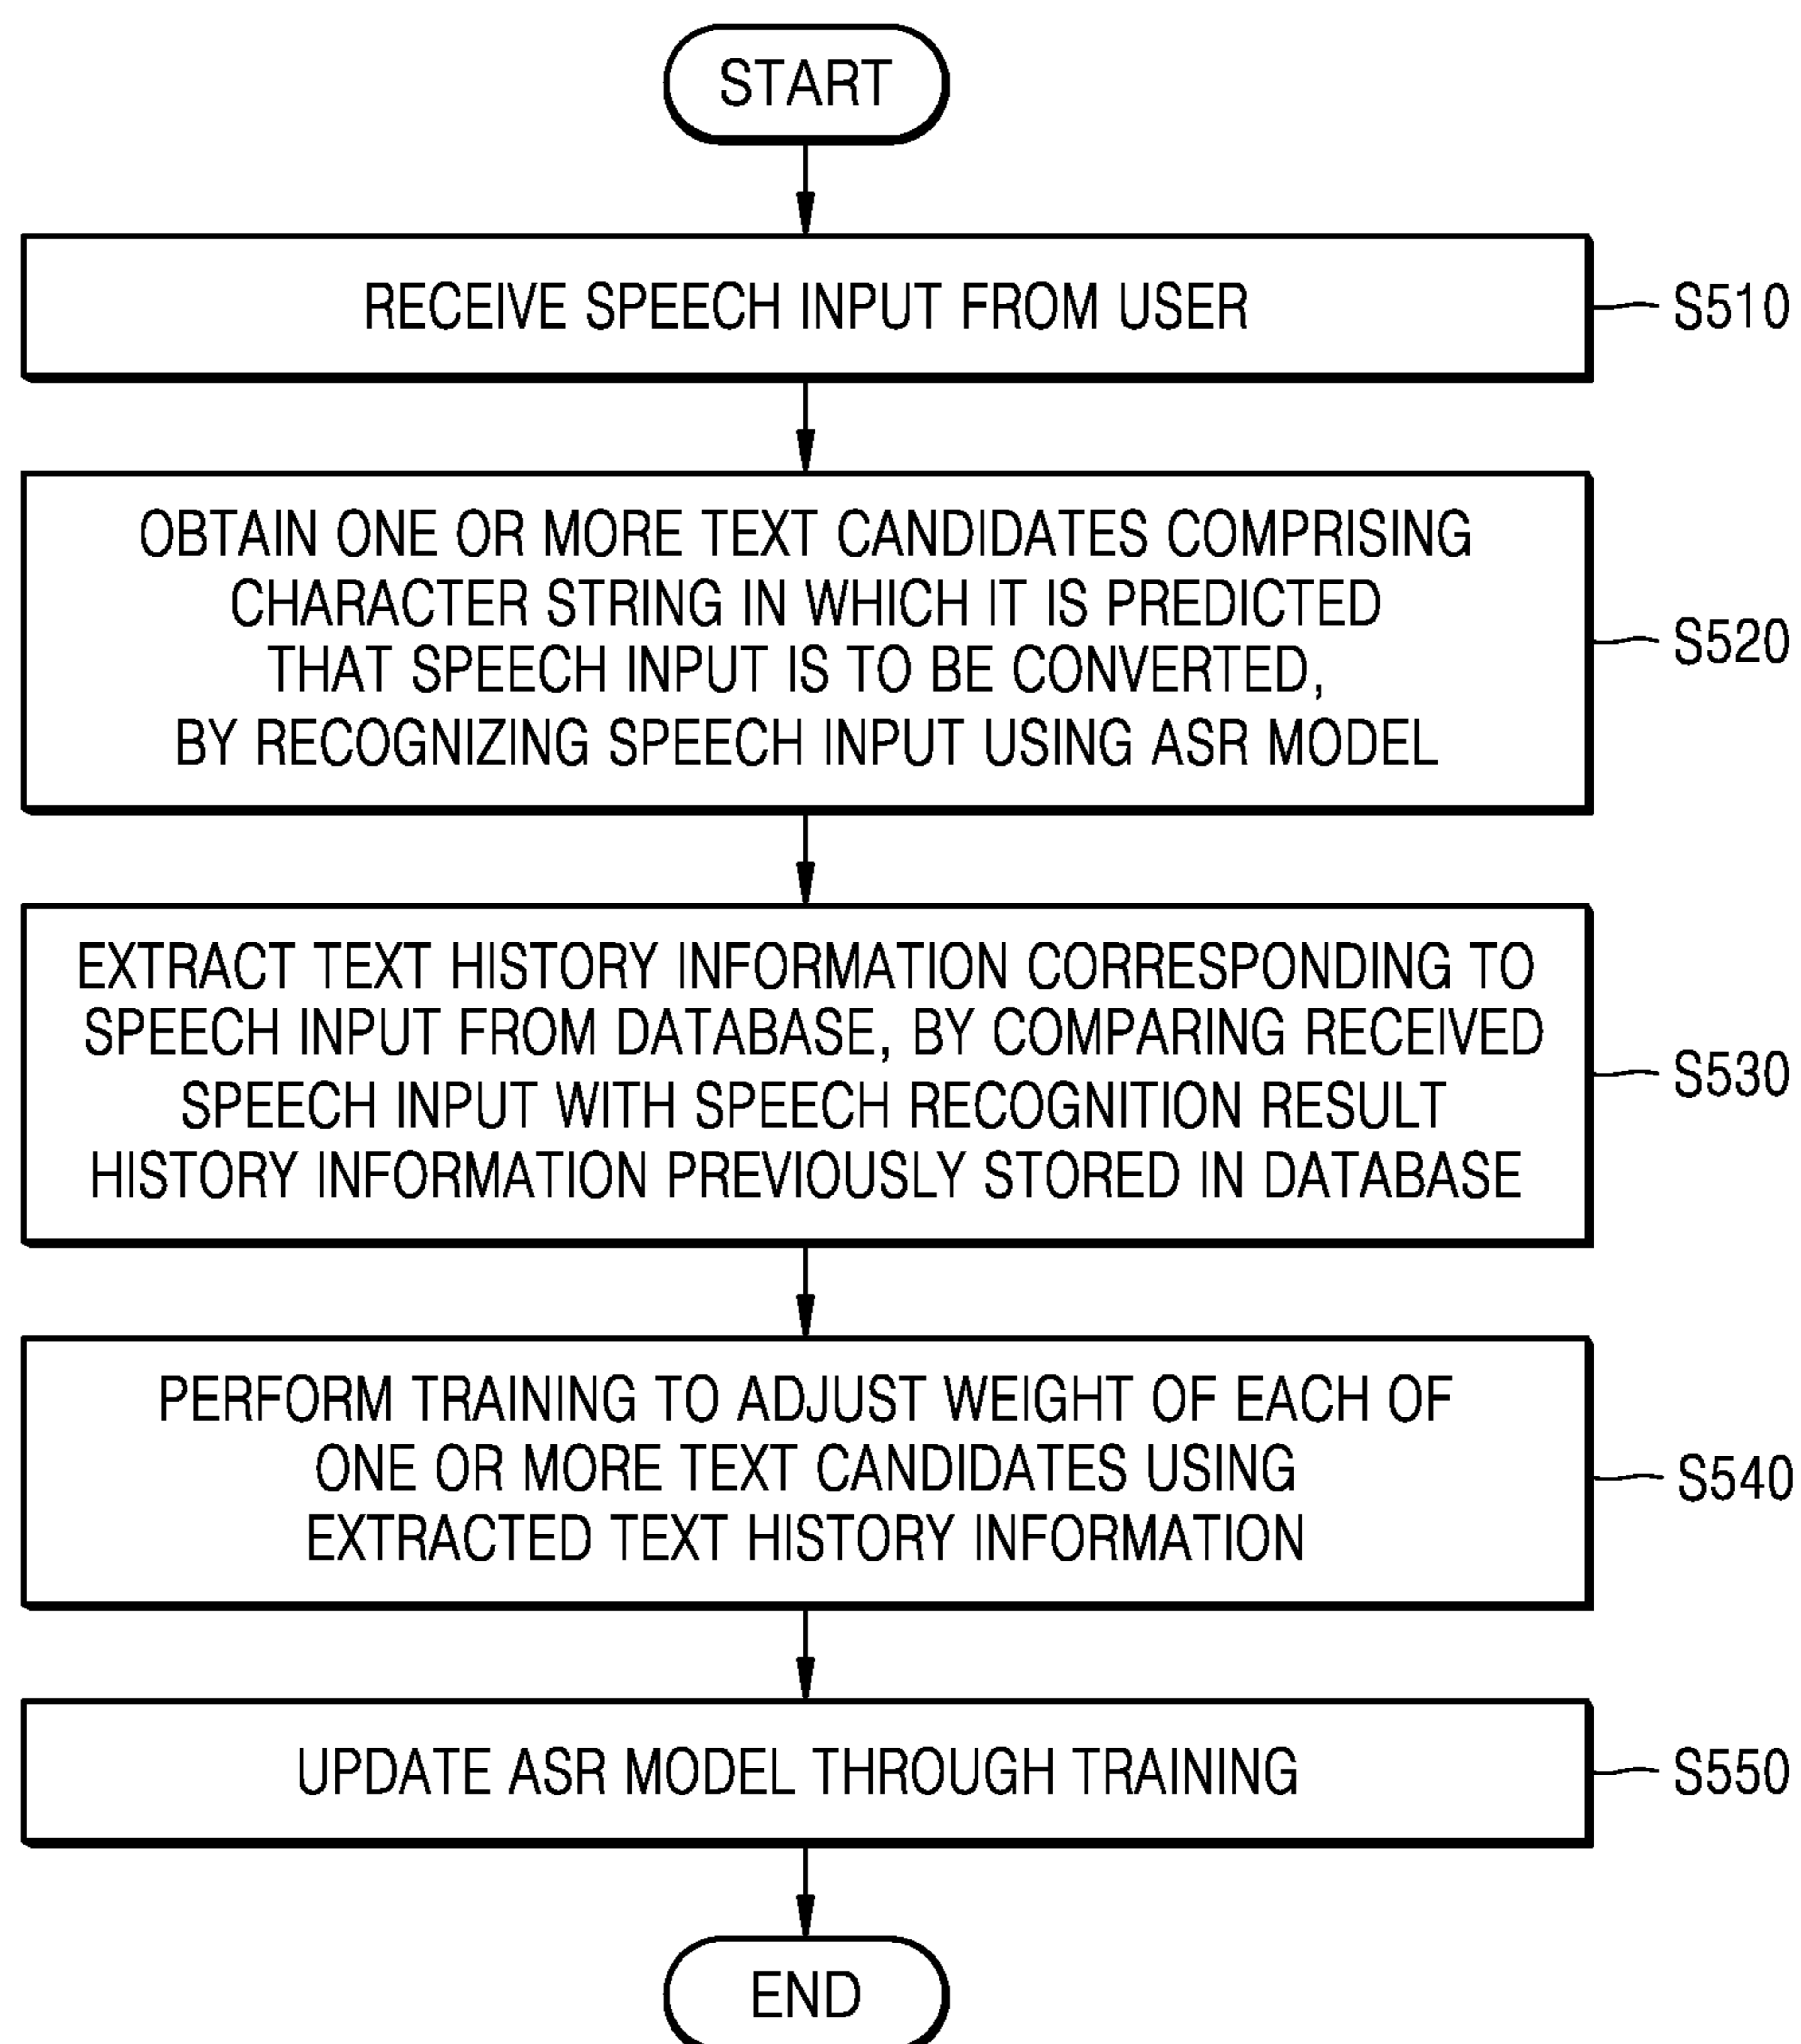 START
RECEIVE SPEECH INPUT FROM USER
S510
OBTAIN ONE OR MORE TEXT CANDIDATES COMPRISING
CHARACTER STRING IN WHICH IT IS PREDICTED
THAT SPEECH INPUT IS TO BE CONVERTED,
BY RECOGNIZING SPEECH INPUT USING ASR MODEL
S520
EXTRACT TEXT HISTORY INFORMATION CORRESPONDING TO
SPEECH INPUT FROM DATABASE, BY COMPARING RECEIVED
SPEECH INPUT WITH SPEECH RECOGNITION RESULT
HISTORY INFORMATION PREVIOUSLY STORED IN DATABASE
S530
PERFORM TRAINING TO ADJUST WEIGHT OF EACH OF
ONE OR MORE TEXT CANDIDATES USING
EXTRACTED TEXT HISTORY INFORMATION
S540
UPDATE ASR MODEL THROUGH TRAINING
S550
END